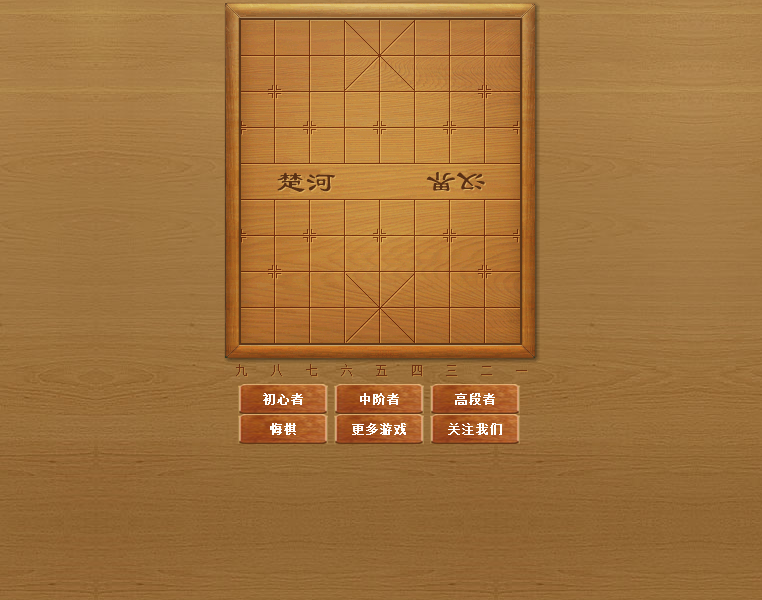 楚河 汉界
九 八 七 六 五 四 三 二 一
初心者 中阶者 高段者
悔棋 更多游戏 关注我们